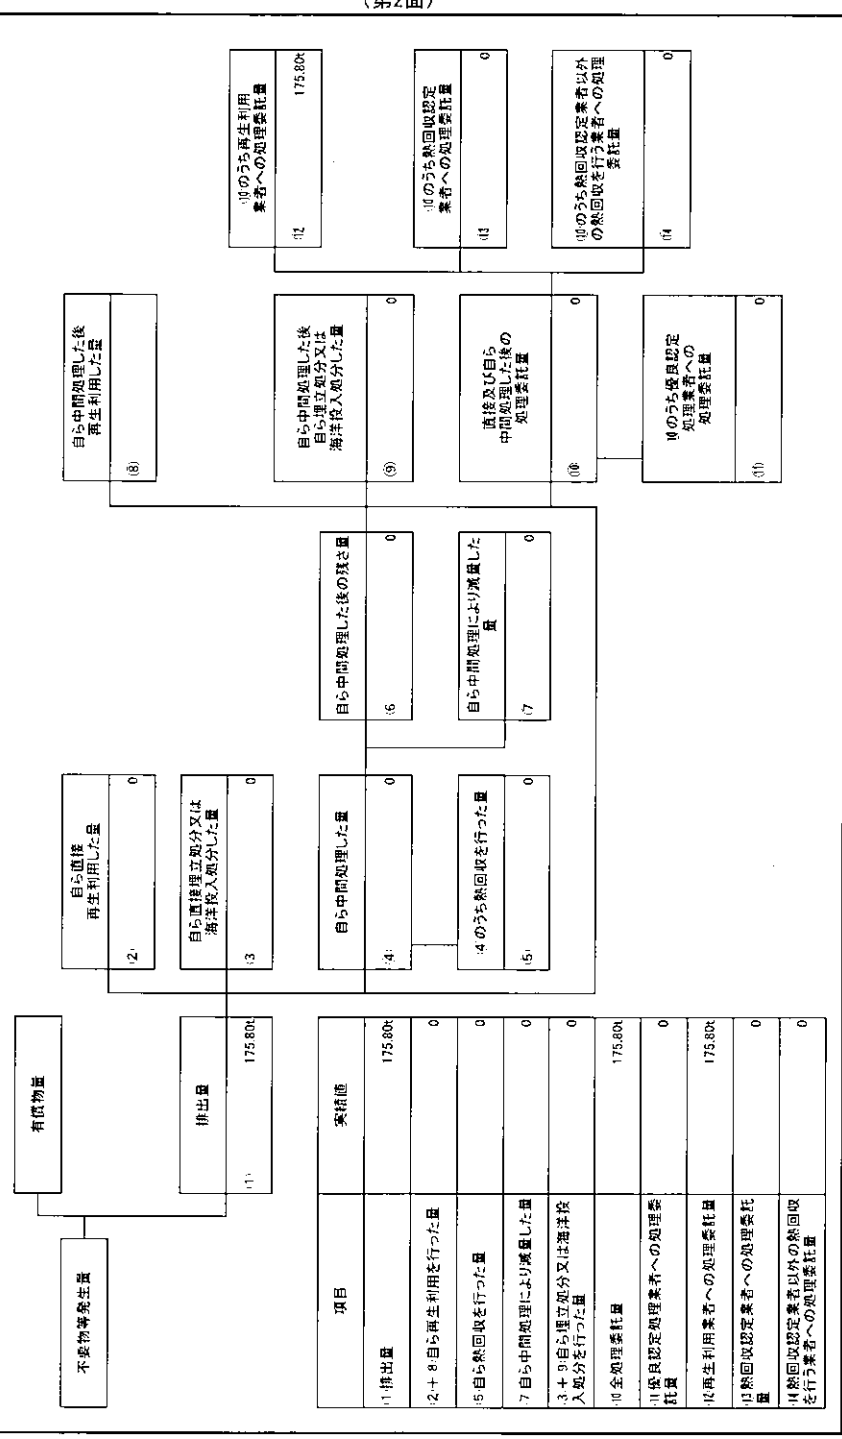 (第2面)
不要物等発生量
有償物量
排出量
(1) 175.80t
自ら直接
再生利用した量
(2) 0
自ら直接埋立処分又は
海洋投入処分した量
(3 0
自ら中間処理した量
(4) 0
(4)のうち熱回収を行った量
(5) 0
自ら中間処理した後の残さ量
(6 0
自ら中間処理により減量した
量
(7 0
自ら中間処理した後
再生利用した量
(8)
自ら中間処理した後
自ら埋立処分又は
海洋投入処分した量
(9) 0
直接及び自ら
中間処理した後の
処理委託量
(10) 0
(10)のうち優良認定
処理業者への
処理委託量
(11) 0
(10)のうち再生利用
業者への処理委託量
(12 175.80t
(10)のうち熱回収認定
業者への処理委託量
(13 0
(10)のうち熱回収認定業者以外
の熱回収を行う業者への処理
委託量
(14 0
項目 実績値
(1)排出量 175.80t
(2)+(8)自ら再生利用を行った量 0
(5)自ら熱回収を行った量 0
(7)自ら中間処理により減量した量 0
(3)+(9)自ら埋立処分又は海洋投
入処分を行った量 0
(10)全処理委託量 175.80t
(11)優良認定処理業者への処理委
託量 0
(12)再生利用業者への処理委託量 175.80t
(13)熱回収認定業者への処理委託
量 0
(14)熱回収認定業者以外の熱回収
を行う業者への処理委託量 0